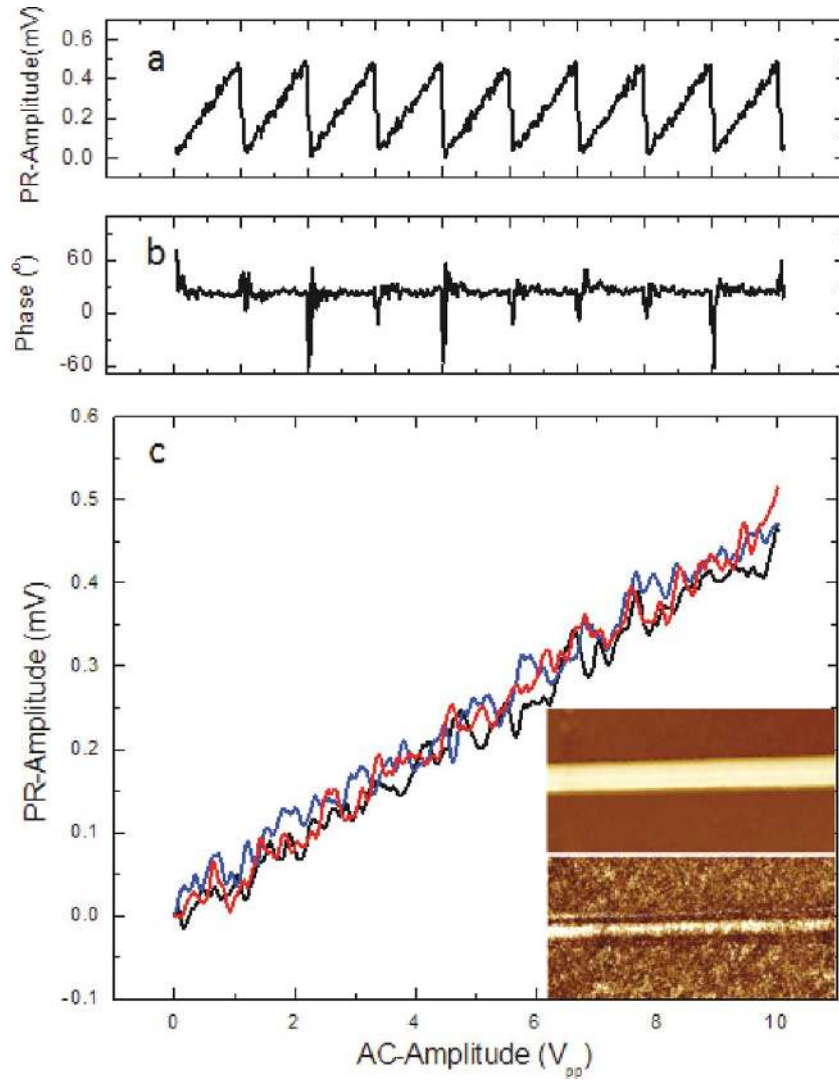 PR-Amplitude(mV)
0.6
0.4
0.2
0.0
a
Phase (º)
60
0
-60
b
PR-Amplitude (mV)
0.6
0.5
0.4
0.3
0.2
0.1
0.0
-0.1
c
0 2 4 6 8 10
AC-Amplitude (Vpp)